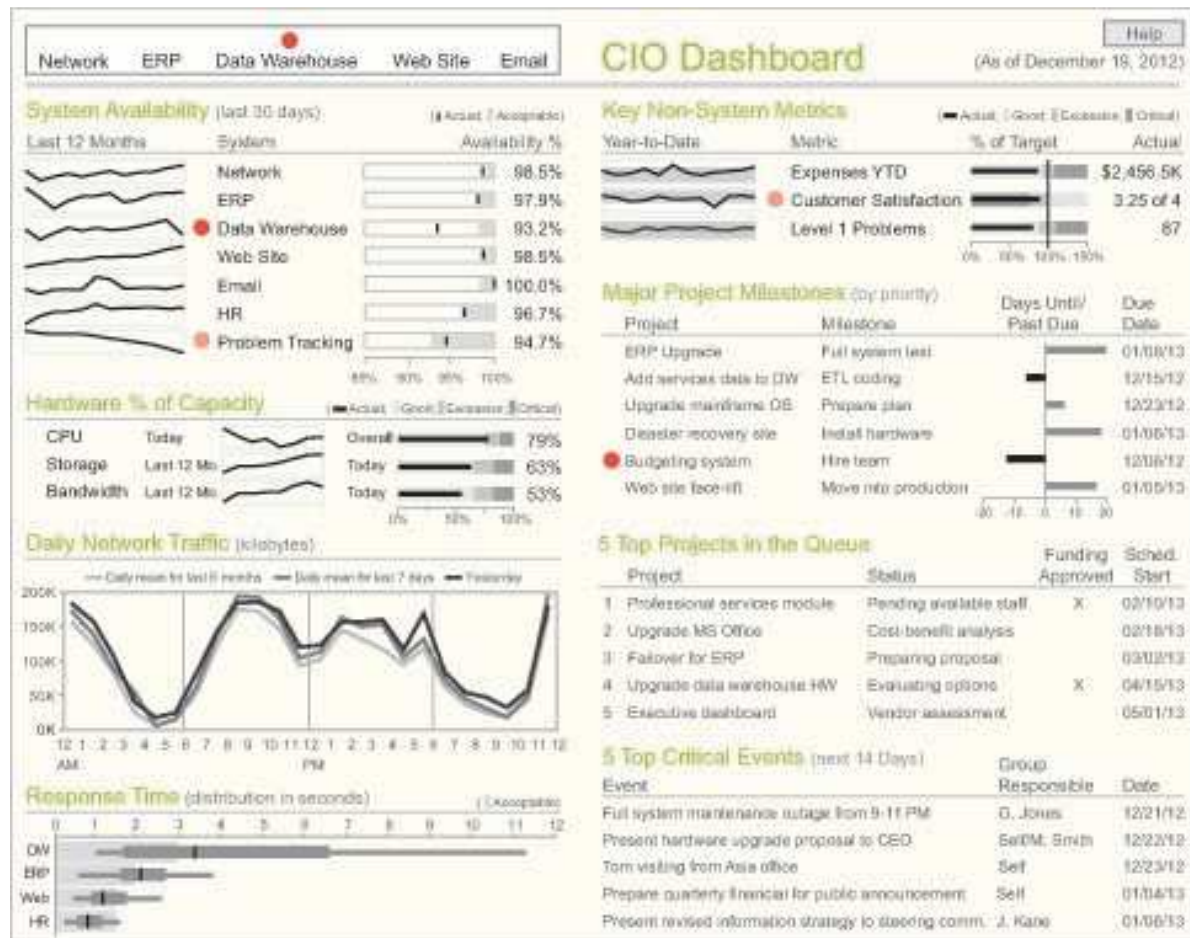 Network ERP Data Warehouse Web Site Email
CIO Dashboard
Help
(As of December 19, 2012)
System Availability (last 30 days)
(Actual Acceptable)
Last 12 Months System Availability %
Network 98.5%
ERP 97.9%
Data Warehouse 93.2%
Web Site 98.5%
Email 100.0%
HR 96.7%
Problem Tracking 94.7%
90% 95% 100%
Hardware % of Capacity
(Actual Good Excessive Critical)
CPU Today Overall 79%
Storage Last 12 Mo Today 63%
Bandwidth Last 12 Mo Today 53%
0% 50% 100%
Daily Network Traffic (kilobytes)
Daily mean for last 6 months Daily mean for last 7 days Yesterday
200K
150K
100K
50K
0K
12 1 2 3 4 5 6 7 8 9 10 11 12 1 2 3 4 5 6 7 8 9 10 11 12
AM PM
Response Time (distribution in seconds)
(Acceptable)
0 1 2 3 4 5 6 7 8 9 10 11 12
DW
ERP
Web
HR
Key Non-System Metrics
(Actual Good Excessive Critical)
Year-to-Date Metric % of Target Actual
Expenses YTD $2,456.5K
Customer Satisfaction 3.25 of 4
Level 1 Problems 87
0% 100% 150%
Major Project Milestones (by priority)
Days Until/ Due
Project Milestone Past Due Date
ERP Upgrade Full system test 01/08/13
Add services data to DW ETL coding 12/15/12
Upgrade mainframe OS Prepare plan 12/23/12
Disaster recovery site Install hardware 01/06/13
Budgeting system Hire team 12/08/12
Web site face-lift Move into production 01/05/13
-20 -10 0 10 20
5 Top Projects in the Queue
Funding Sched.
Project Status Approved Start
1 Professional services module Pending available staff X 02/10/13
2 Upgrade MS Office Cost-benefit analysis 02/18/13
3 Failover for ERP Preparing proposal 03/02/13
4 Upgrade data warehouse HW Evaluating options X 04/15/13
5 Executive dashboard Vendor assessment 05/01/13
5 Top Critical Events (next 14 Days)
Group
Event Responsible Date
Full system maintenance outage from 9-11 PM G. Jones 12/21/12
Present hardware upgrade proposal to CEO Self/M. Smith 12/22/12
Tom visiting from Asia office Self 12/23/12
Prepare quarterly financial for public announcement Self 01/04/13
Present revised information strategy to steering comm. J. Kane 01/06/13